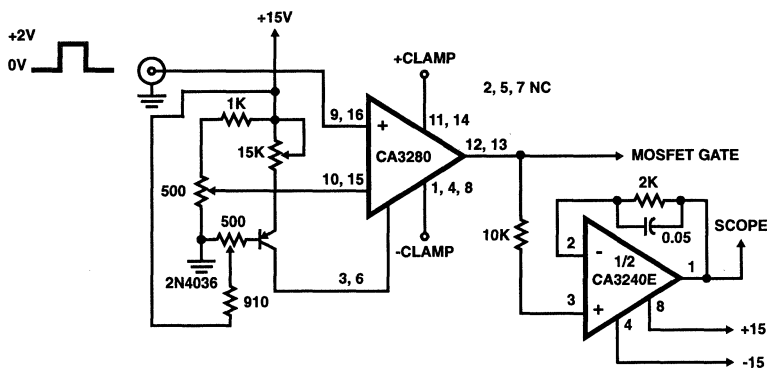 +15V
+2V
0V
+CLAMP
2, 5, 7 NC
1K
9, 16
+
11, 14
12, 13
MOSFET GATE
15K
CA3280
10, 15
1, 4, 8
500
2K
SCOPE
500
-CLAMP
10K
0.05
2
-
1/2
CA3240E
1
2N4036
3, 6
910
3
+
8
4
+15
-15